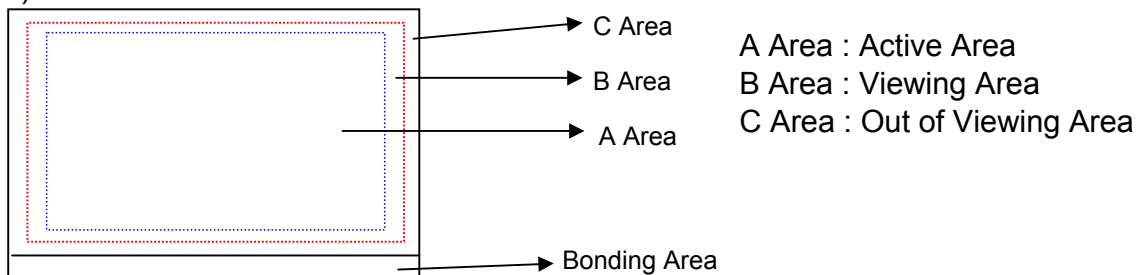 C Area
B Area
A Area
Bonding Area
A Area : Active Area
B Area : Viewing Area
C Area : Out of Viewing Area